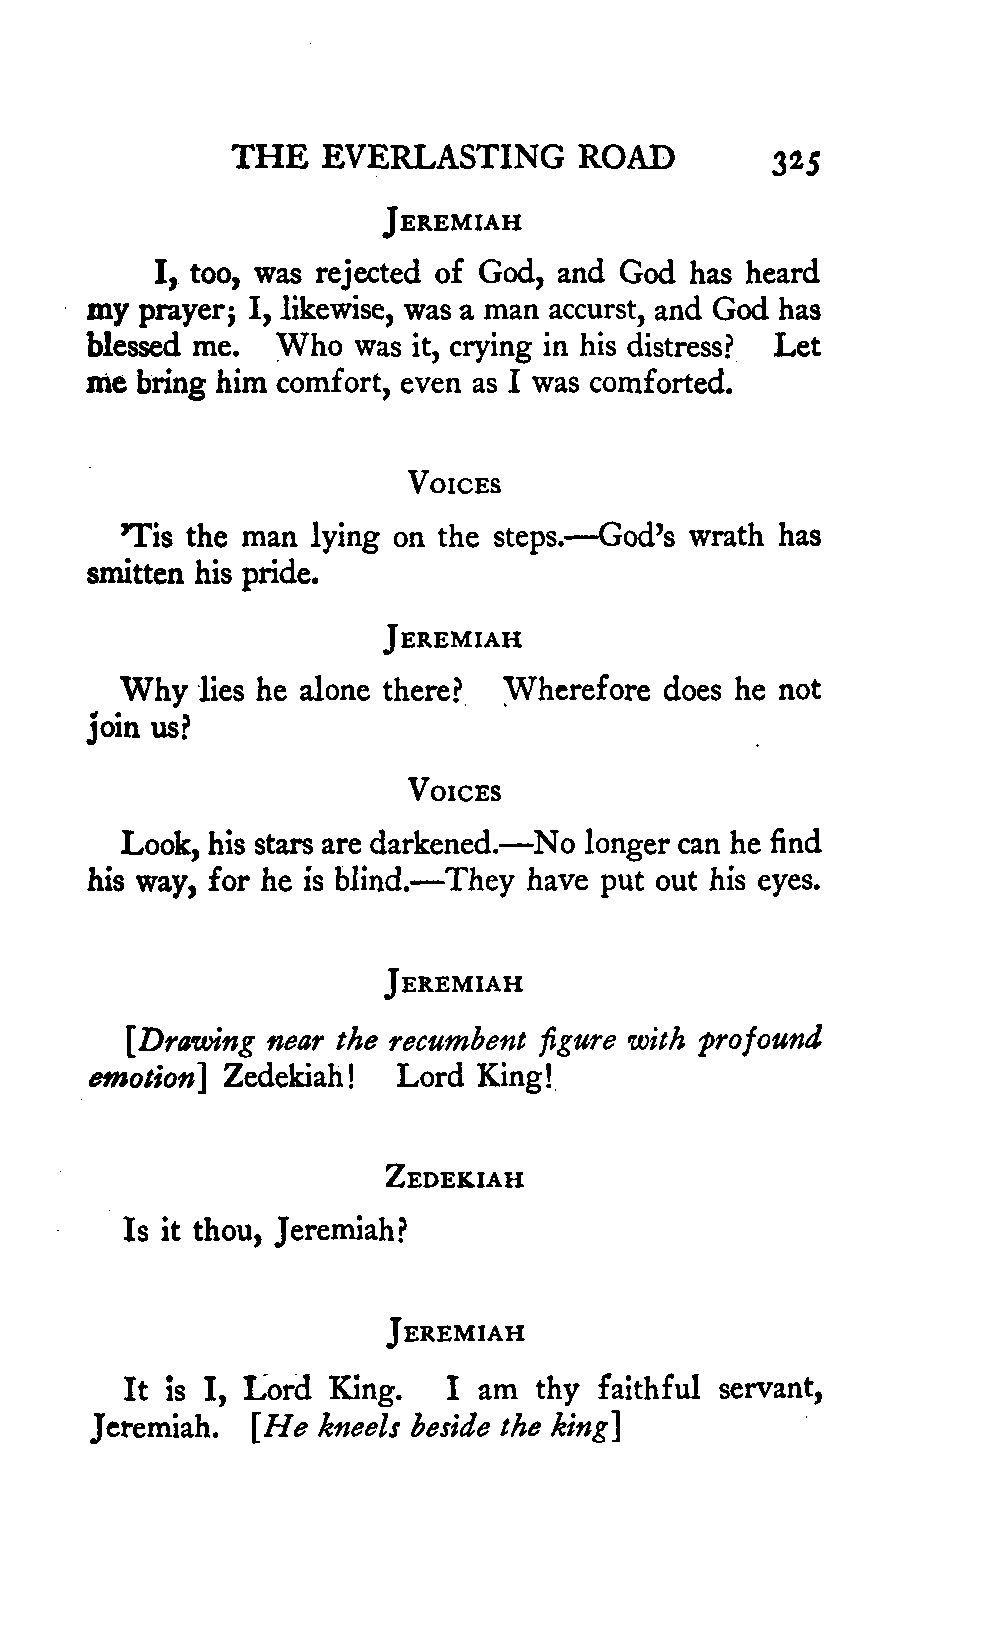 THE EVERLASTING ROAD 325
JEREMIAH
I, too, was rejected of God, and God has heard
my prayer; I, likewise, was a man accurst, and God has
blessed me. Who was it, crying in his distress? Let
me bring him comfort, even as I was comforted.
VOICES
'Tis the man lying on the steps.—God's wrath has
smitten his pride.
JEREMIAH
Why lies he alone there? Wherefore does he not
join us?
VOICES
Look, his stars are darkened.—No longer can he find
his way, for he is blind.—They have put out his eyes.
JEREMIAH
[Drawing near the recumbent figure with profound
emotion] Zedekiah! Lord King!
ZEDEKIAH
Is it thou, Jeremiah?
JEREMIAH
It is I, Lord King. I am thy faithful servant,
Jeremiah. [He kneels beside the king]